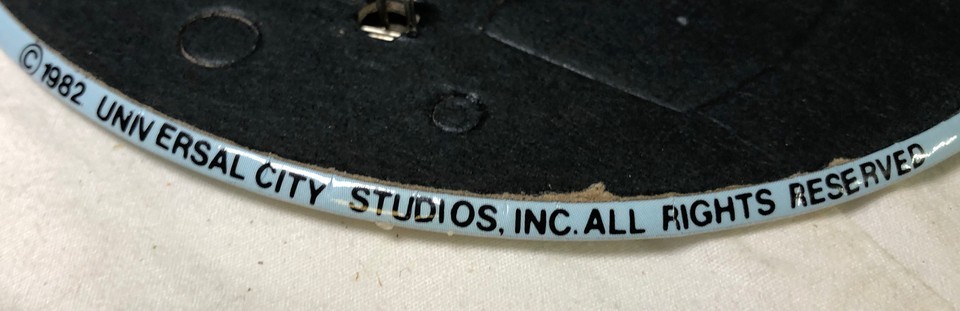 ©1982 UNIVERSAL CITY STUDIOS, INC. ALL RIGHTS RESERVED